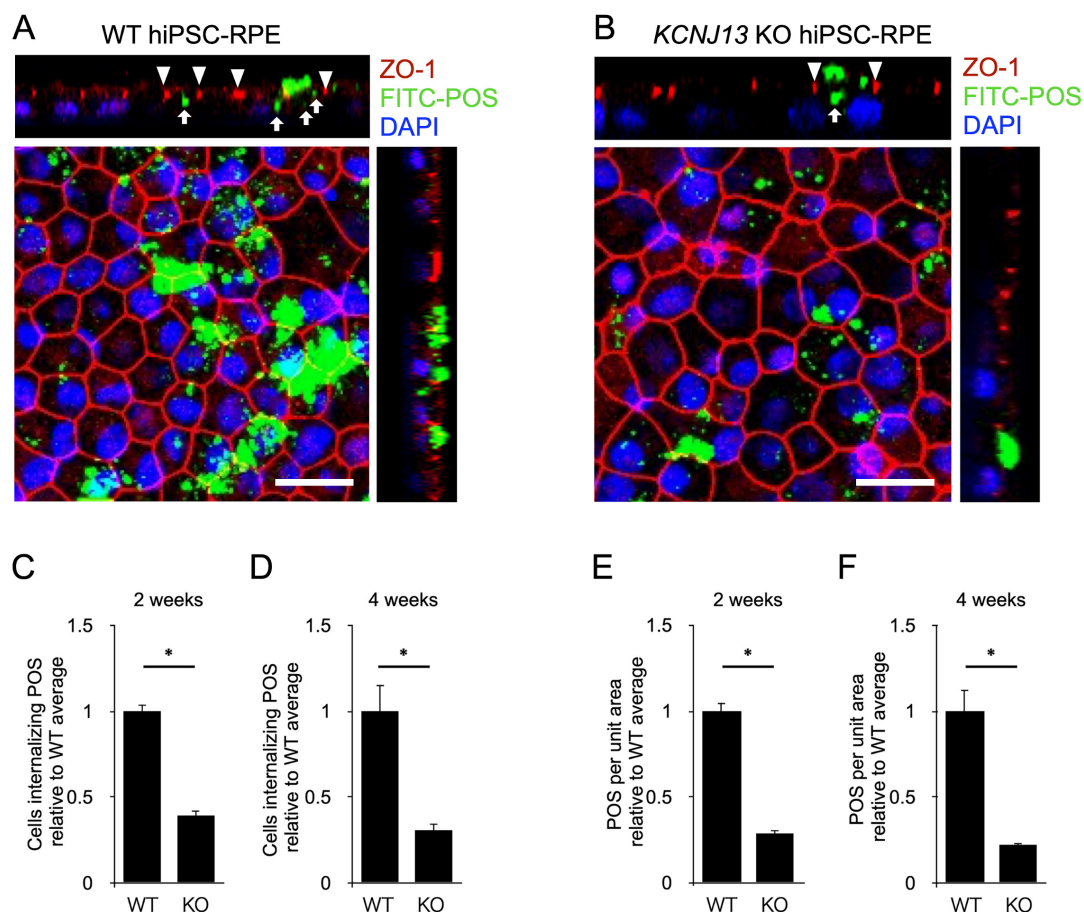 A
WT hiPSC-RPE
ZO-1
FITC-POS
DAPI
B
KCNJ13 KO hiPSC-RPE
ZO-1
FITC-POS
DAPI
C
2 weeks
Cells internalizing POS
relative to WT average
1.5
1
0.5
0
*
WT KO
D
4 weeks
Cells internalizing POS
relative to WT average
1.5
1
0.5
0
*
WT KO
E
2 weeks
POS per unit area
relative to WT average
1.5
1
0.5
0
*
WT KO
F
4 weeks
POS per unit area
relative to WT average
1.5
1
0.5
0
*
WT KO